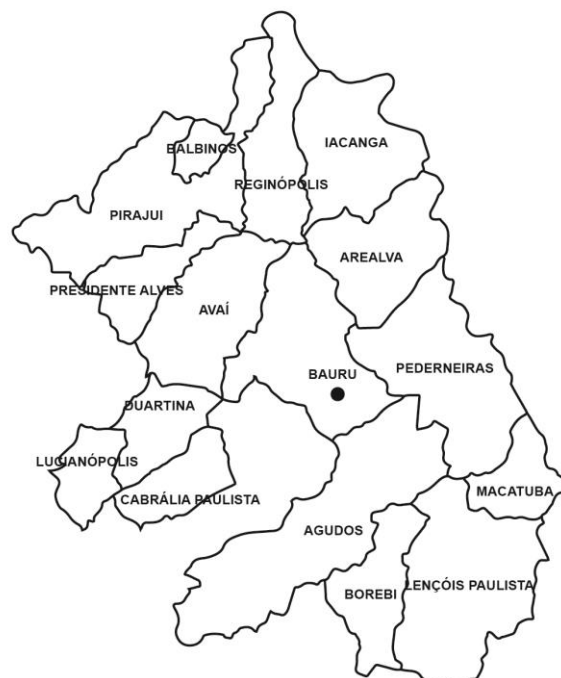 IACANGA
BALBINOS
REGINÓPOLIS
PIRAJUI
AREALVA
PRESIDENTE ALVES
AVAÍ
PEDERNEIRAS
BAURU
DUARTINA
LUCIANÓPOLIS
MACATUBA
CABRÁLIA PAULISTA
AGUDOS
LENÇÓIS PAULISTA
BOREBI